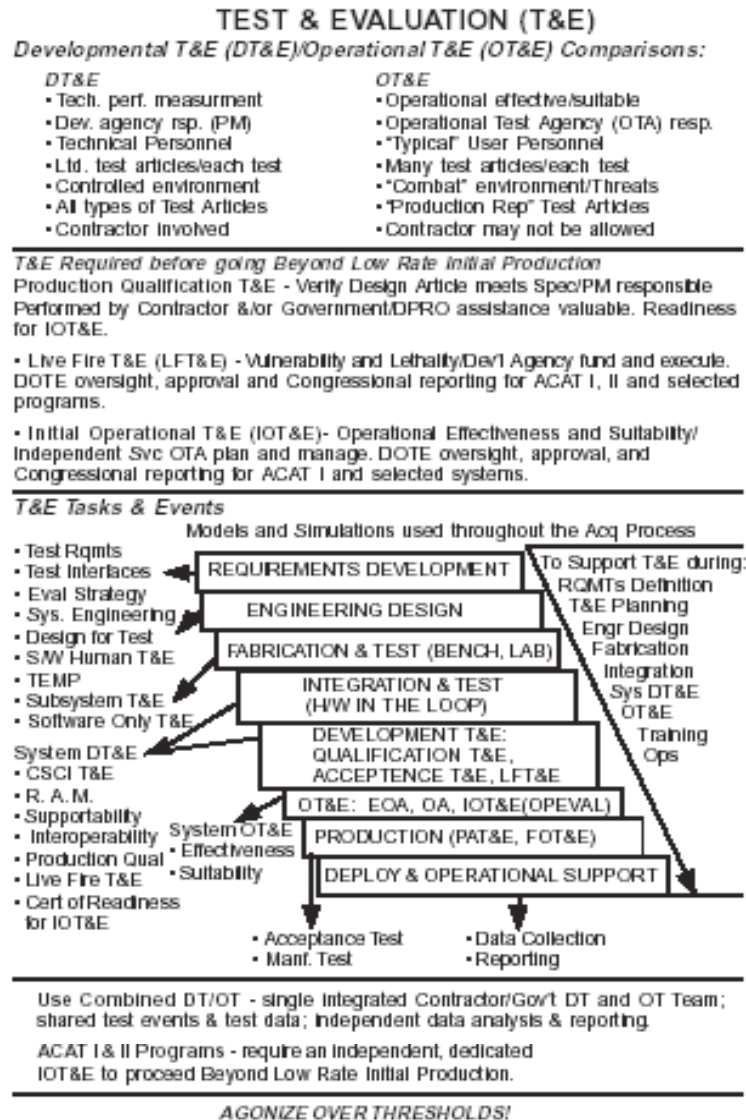 TEST & EVALUATION (T&E)
Developmental T&E (DT&E)/Operational T&E (OT&E) Comparisons:
DT&E
• Tech. perf. measurment
• Dev. agency rsp. (PM)
• Technical Personnel
• Ltd. test articles/each test
• Controlled environment
• All types of Test Articles
• Contractor Involved
OT&E
• Operational effective/suitable
• Operational Test Agency (OTA) resp.
• "Typical" User Personnel
• Many test articles/each test
• "Combat" environment/Threats
• "Production Rep" Test Articles
• Contractor may not be allowed
T&E Required before going Beyond Low Rate Initial Production
Production Qualification T&E - Verify Design Article meets Spec/PM responsible
Performed by Contractor &/or Government/DPRO assistance valuable. Readiness
for IOT&E.
• Live Fire T&E (LFT&E) - Vulnerability and Lethality/Dev'l Agency fund and execute.
DOTE oversight, approval and Congressional reporting for ACAT I, II and selected
programs.
• Initial Operational T&E (IOT&E)- Operational Effectiveness and Suitability/
Independent Svc OTA plan and manage. DOTE oversight, approval, and
Congressional reporting for ACAT I and selected systems.
T&E Tasks & Events
Models and Simulations used throughout the Acq Process
• Test Rqmts
• Test Interfaces
• Eval Strategy
• Sys. Engineering
• Design for Test
• S/W Human T&E
• TEMP
• Subsystem T&E
• Software Only T&E
System DT&E
• CSCI T&E
• R. A. M.
• Supportability
• Interoperability
• Production Qual
• Live Fire T&E
• Cert of Readiness
for IOT&E
System OT&E
• Effectiveness
• Suitability
REQUIREMENTS DEVELOPMENT
ENGINEERING DESIGN
FABRICATION & TEST (BENCH, LAB)
INTEGRATION & TEST
(H/W IN THE LOOP)
DEVELOPMENT T&E:
QUALIFICATION T&E,
ACCEPTENCE T&E, LFT&E
OT&E: EOA, OA, IOT&E(OPEVAL)
PRODUCTION (PAT&E, FOT&E)
DEPLOY & OPERATIONAL SUPPORT
To Support T&E during:
RQMTs Definition
T&E Planning
Engr Design
Fabrication
Integration
Sys DT&E
OT&E
Training
Ops
• Acceptance Test
• Manf. Test
• Data Collection
• Reporting
Use Combined DT/OT - single integrated Contractor/Gov't DT and OT Team;
shared test events & test data; independent data analysis & reporting.
ACAT I & II Programs - require an independent, dedicated
IOT&E to proceed Beyond Low Rate Initial Production.
AGONIZE OVER THRESHOLDS!